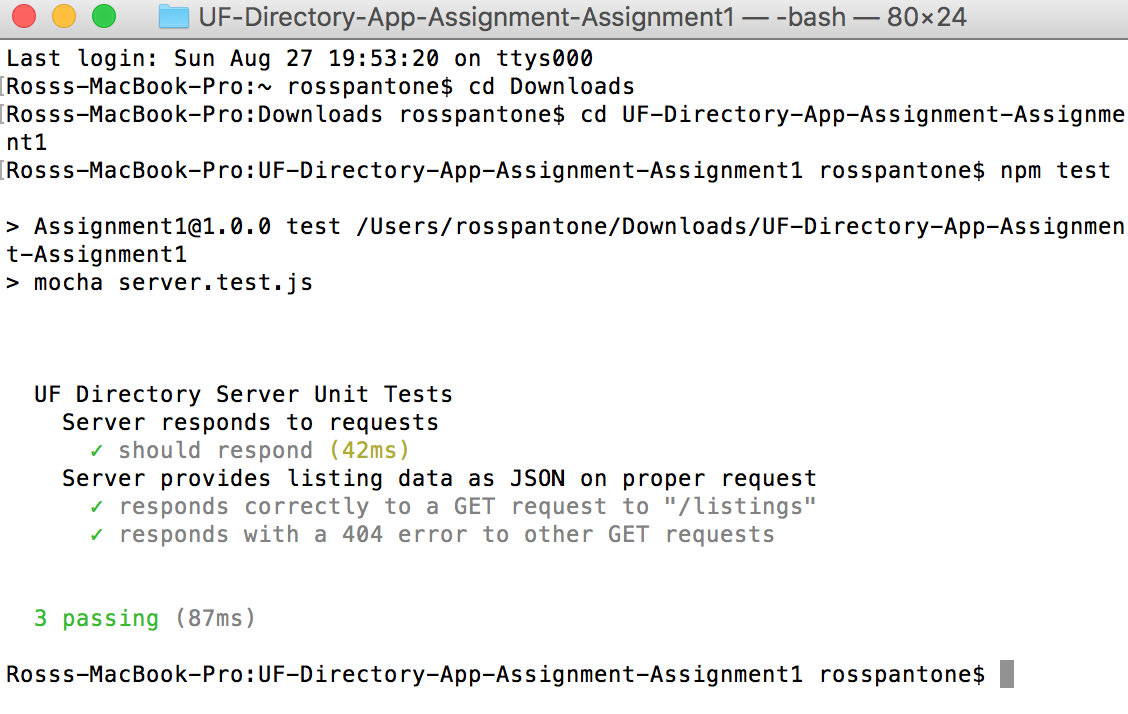 UF-Directory-App-Assignment-Assignment1 — -bash — 80×24
Last login: Sun Aug 27 19:53:20 on ttys000
[Rosss-MacBook-Pro:~ rosspantone$ cd Downloads
[Rosss-MacBook-Pro:Downloads rosspantone$ cd UF-Directory-App-Assignment-Assignme
nt1
[Rosss-MacBook-Pro:UF-Directory-App-Assignment-Assignment1 rosspantone$ npm test
> Assignment1@1.0.0 test /Users/rosspantone/Downloads/UF-Directory-App-Assignmen
t-Assignment1
> mocha server.test.js
UF Directory Server Unit Tests
Server responds to requests
✓ should respond (42ms)
Server provides listing data as JSON on proper request
✓ responds correctly to a GET request to "/listings"
✓ responds with a 404 error to other GET requests
3 passing (87ms)
Rosss-MacBook-Pro:UF-Directory-App-Assignment-Assignment1 rosspantone$